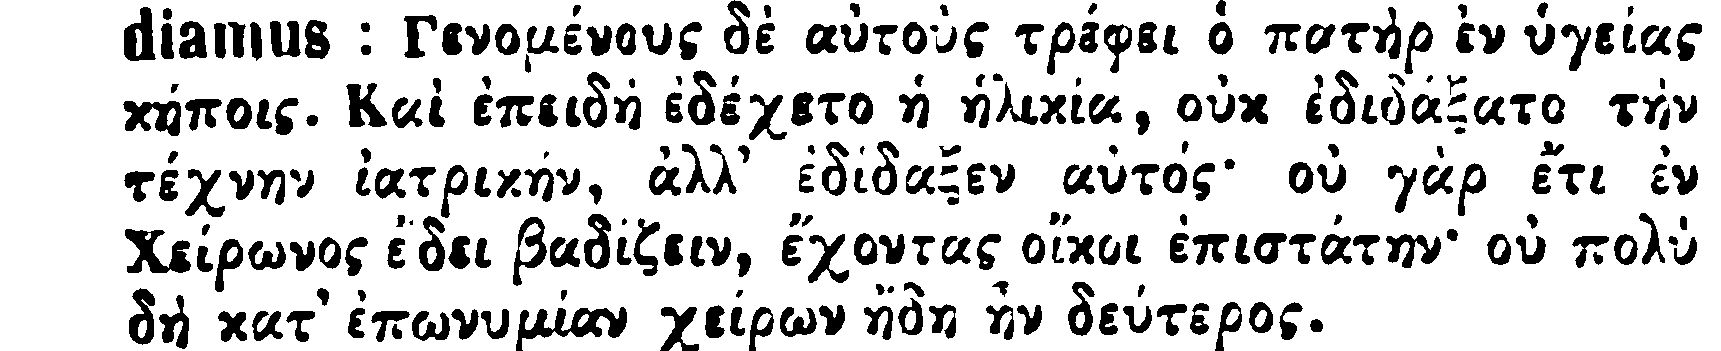 diamus : Γενομένους δὲ αὐτοὺς τρέφει ὁ πατὴρ ἐν ὑγείας
κήποις. Καὶ ἐπειδὴ ἐδέχετο ἡ ἡλικία, οὐκ ἐδιδάξατο τὴν
τέχνην ἰατρικήν, ἀλλ’ ἐδίδαξεν αὐτός· οὐ γὰρ ἔτι ἐν
Χείρωνος ἔδει βαδίζειν, ἔχοντας οἴκοι ἐπιστάτην· οὐ πολὺ
δὴ κατ’ ἐπωνυμίαν χείρων ἤδη ἦν δεύτερος.